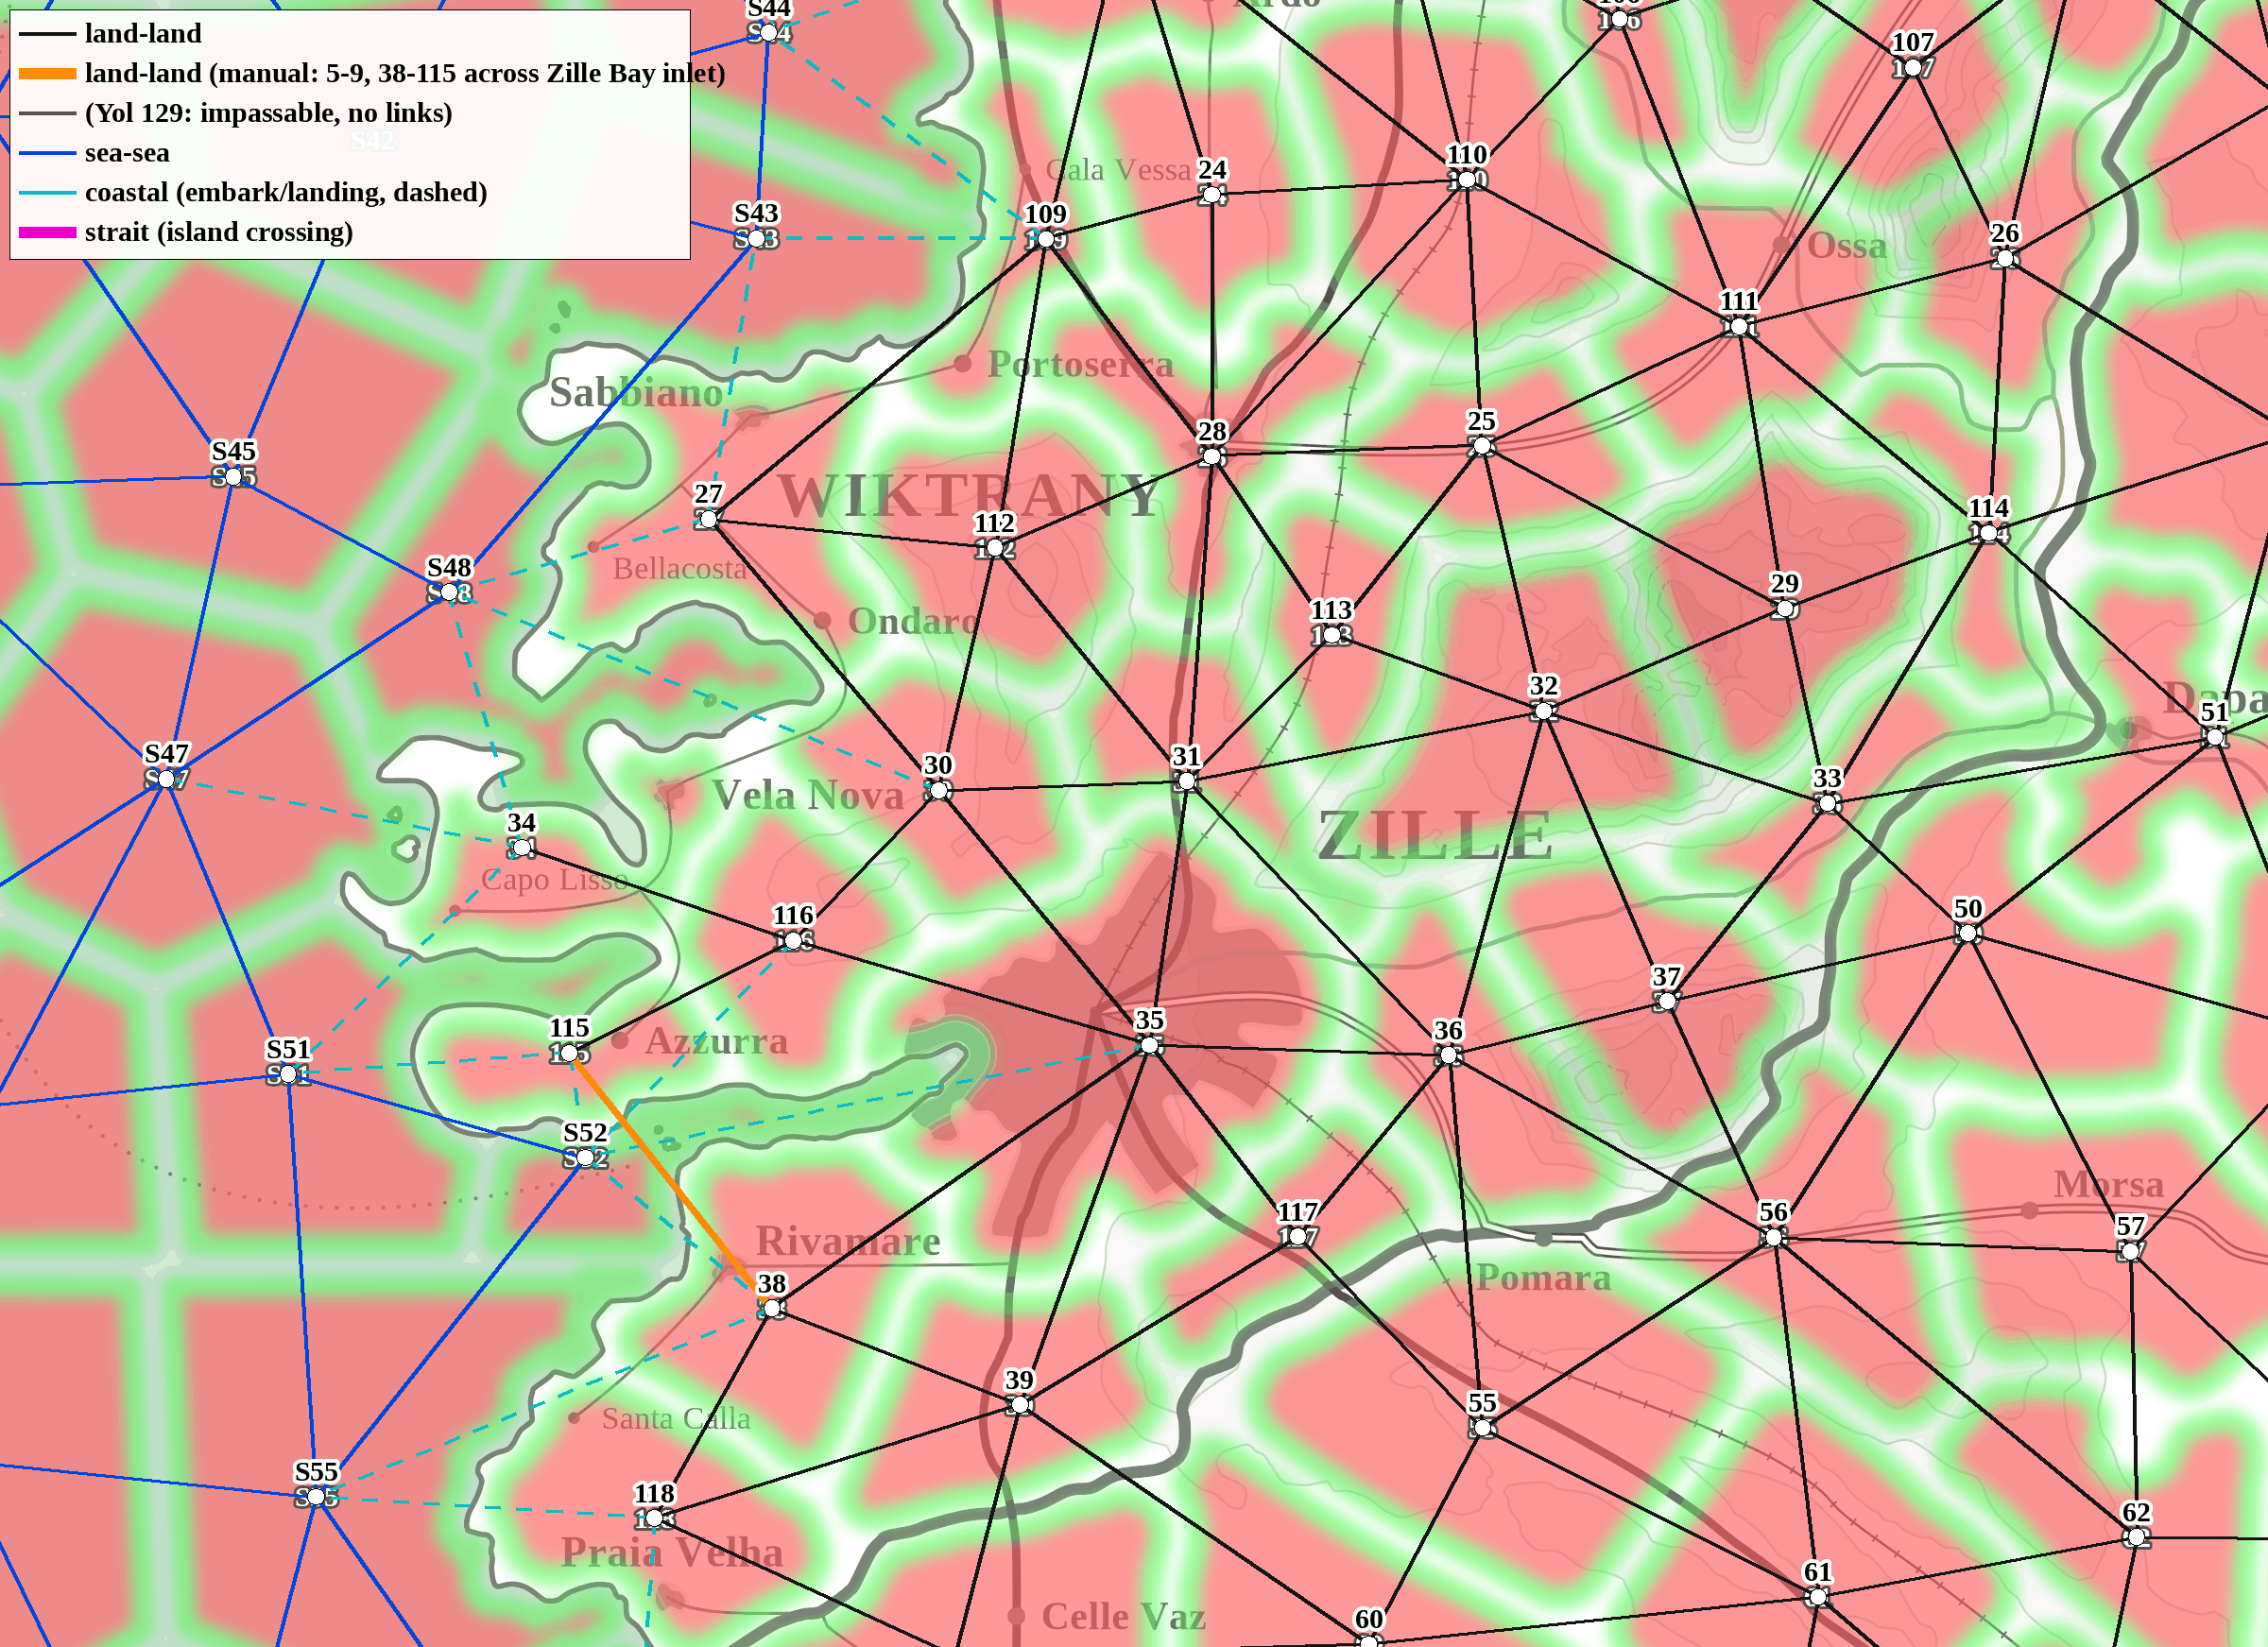 S44
land-land
land-land (manual: 5-9, 38-115 across Zille Bay inlet)
(Yol 129: impassable, no links)
S42
sea-sea
coastal (embark/landing, dashed)
strait (island crossing)
106
107
110
24
Cala Vessa
109
S43
26
Ossa
111
Portoserra
Sabbiano
25
28
S45
27
WIKTRANY
112
114
S48
Bellacosta
29
113
Ondaro
32
51
31
30
S47
33
Vela Nova
34
ZILLE
Capo Lisso
116
50
37
35
115
36
Azzurra
S51
S52
Morsa
117
56
57
Rivamare
38
Pomara
39
55
Santa Calla
S55
118
62
Praia Velha
61
Celle Vaz
60